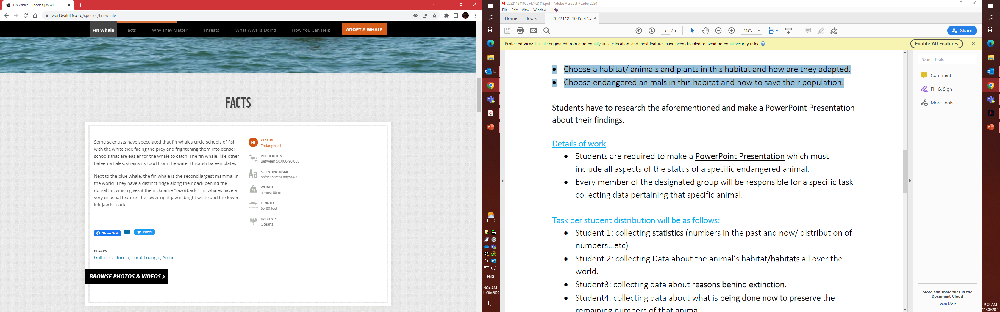 Fin Whale | Species | WWF
worldwildlife.org/species/fin-whale
Fin Whale Facts Why They Matter Threats What WWF is Doing How You Can Help ADOPT A WHALE
FACTS
Some scientists have speculated that fin whales circle schools of fish
with the white side facing the prey and frightening them into denser
schools that are easier for the whale to catch. The fin whale, like other
baleen whales, strains its food from the water through baleen plates.
Next to the blue whale, the fin whale is the second largest mammal in
the world. They have a distinct ridge along their back behind the
dorsal fin, which gives it the nickname "razorback." Fin whales have a
very unusual feature: the lower right jaw is bright white and the lower
left jaw is black.
EN
STATUS
Endangered
POPULATION
Between 50,000-90,000
Aa
SCIENTIFIC NAME
Balaenoptera physalus
Kg
WEIGHT
almost 80 tons
LENGTH
65-80 feet
HABITATS
Oceans
Share 349
Tweet
PLACES
Gulf of California, Coral Triangle, Arctic
BROWSE PHOTOS & VIDEOS
13°C
ENG
9:24 AM
11/30/2022
202211241005547493 (1).pdf - Adobe Acrobat Reader 2020
File Edit View Window Help
Home Tools 202211241005547...
2 / 3 143%
Share
Protected View: This file originated from a potentially unsafe location, and most features have been disabled to avoid potential security risks.
Enable All Features
• Choose a habitat/ animals and plants in this habitat and how are they adapted.
• Choose endangered animals in this habitat and how to save their population.
Students have to research the aforementioned and make a PowerPoint Presentation
about their findings.
Details of work
• Students are required to make a PowerPoint Presentation which must
include all aspects of the status of a specific endangered animal.
• Every member of the designated group will be responsible for a specific task
collecting data pertaining that specific animal.
Task per student distribution will be as follows:
• Student 1: collecting statistics (numbers in the past and now/ distribution of
numbers...etc)
• Student 2: collecting Data about the animal's habitat/habitats all over the
world.
• Student3: collecting data about reasons behind extinction.
• Student4: collecting data about what is being done now to preserve the
remaining numbers of that animal
Search tools
Comment
Fill & Sign
More Tools
Store and share files in the
Document Cloud
Learn More
9:24 AM
11/30/2022